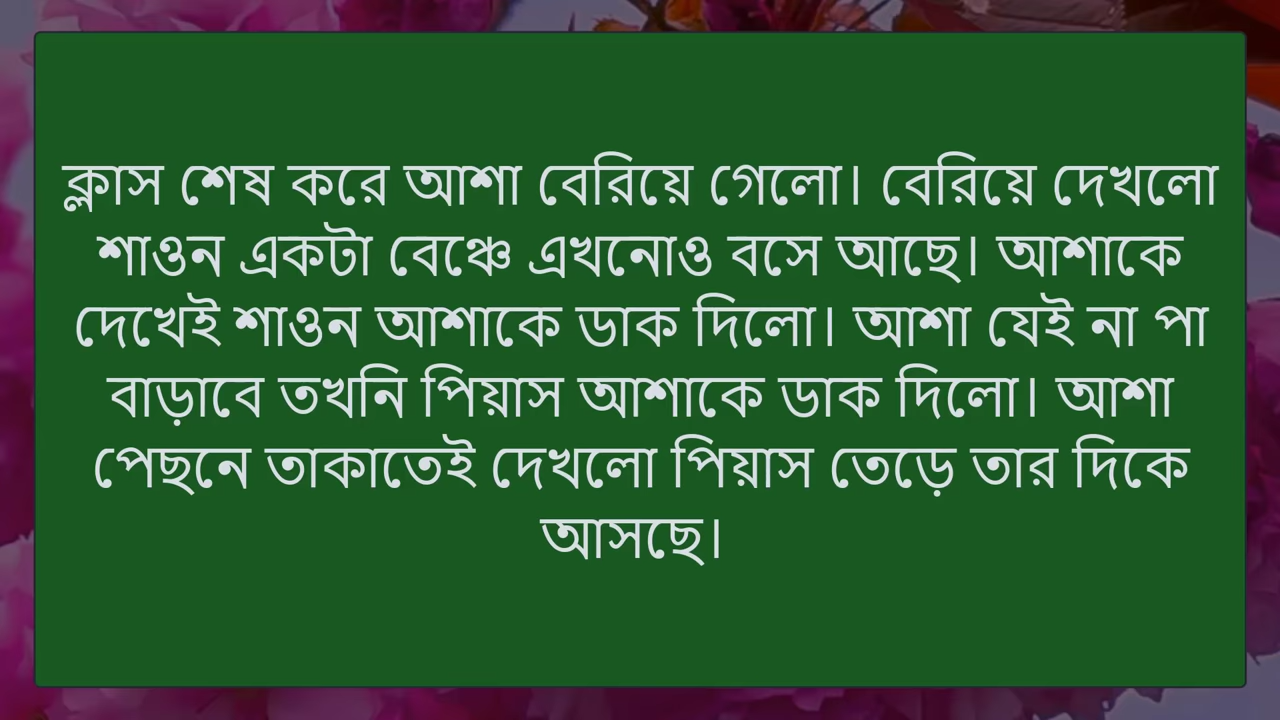 ক্লাস শেষ করে আশা বেরিয়ে গেলো। বেরিয়ে দেখলো
শাওন একটা বেঞ্চে এখনোও বসে আছে। আশাকে
দেখেই শাওন আশাকে ডাক দিলো। আশা যেই না পা
বাড়াবে তখনি পিয়াস আশাকে ডাক দিলো। আশা
পেছনে তাকাতেই দেখলো পিয়াস তেড়ে তার দিকে
আসছে।